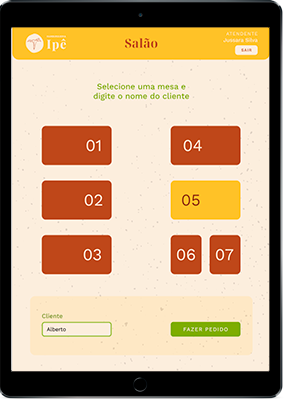 Ipê
Salão
ATENDENTE
Jussara Silva
SAIR
Selecione uma mesa e
digite o nome do cliente
01
04
02
05
03
06
07
Cliente
Alberto
FAZER PEDIDO